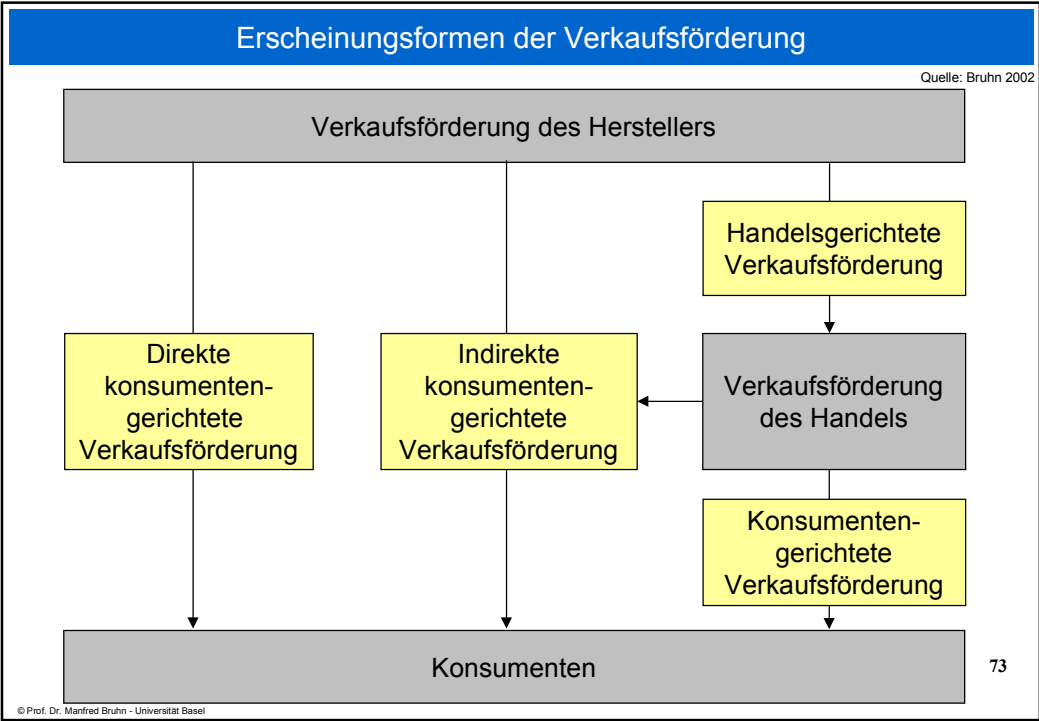 Erscheinungsformen der Verkaufsförderung
Quelle: Bruhn 2002
Verkaufsförderung des Herstellers
Handelsgerichtete
Verkaufsförderung
Direkte
konsumenten-
gerichtete
Verkaufsförderung
Indirekte
konsumenten-
gerichtete
Verkaufsförderung
Verkaufsförderung
des Handels
Konsumenten-
gerichtete
Verkaufsförderung
Konsumenten
73
© Prof. Dr. Manfred Bruhn - Universität Basel